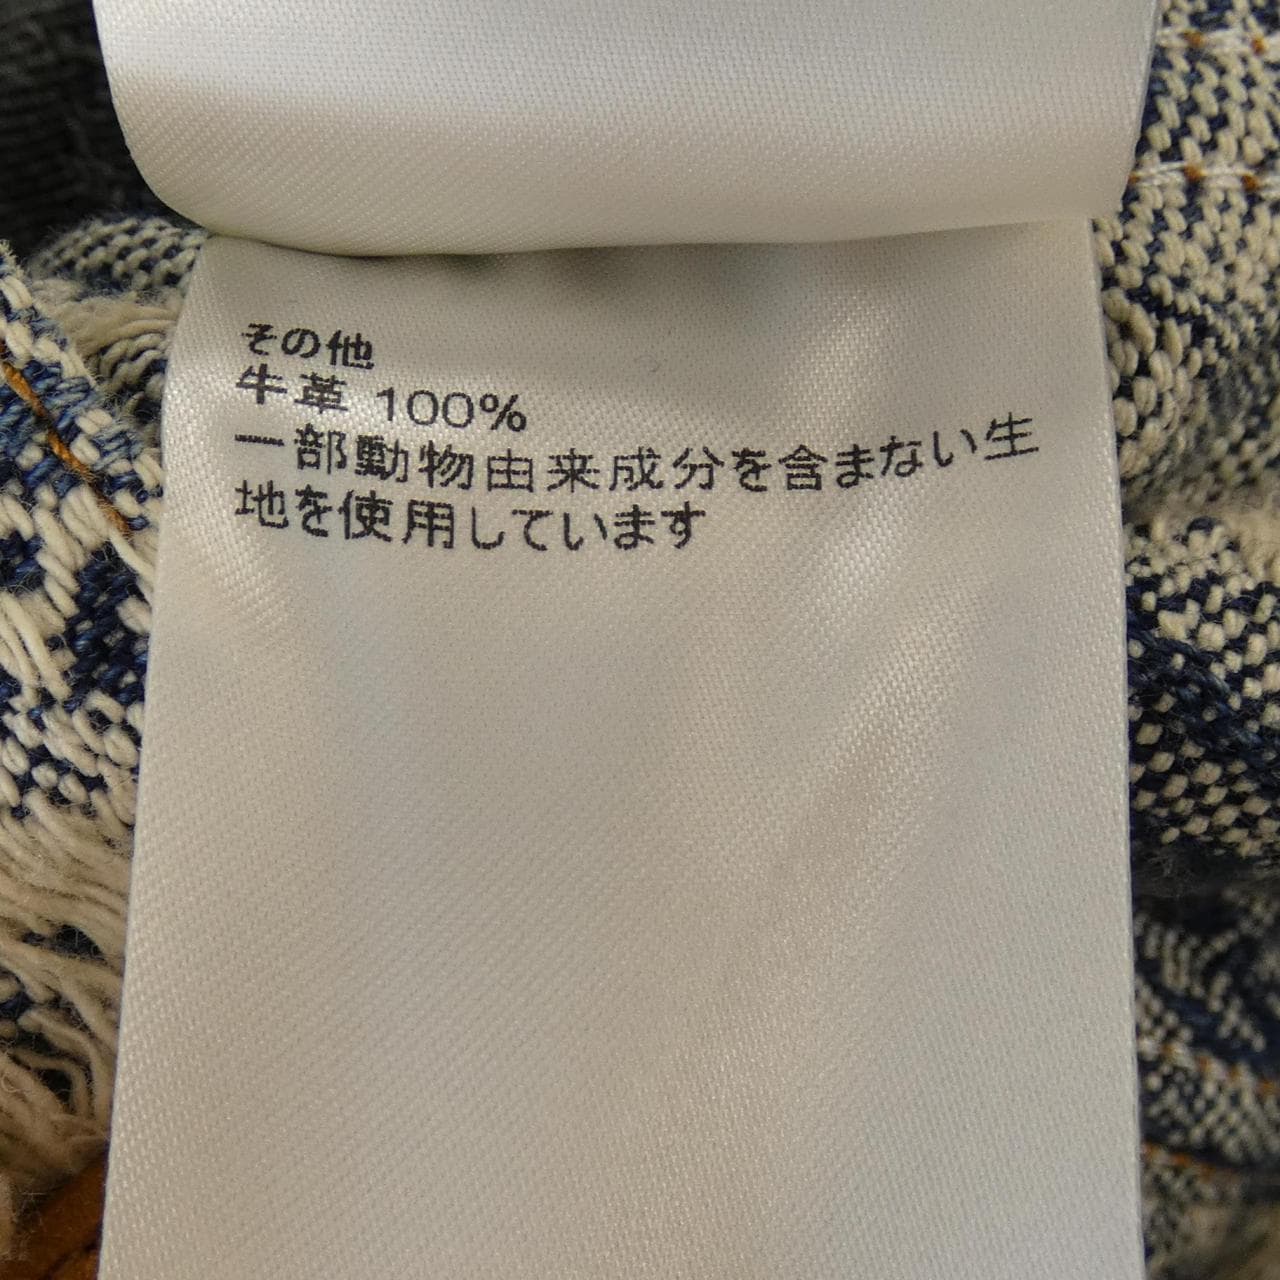 その他
牛革 100%
一部動物由来成分を含まない生
地を使用しています